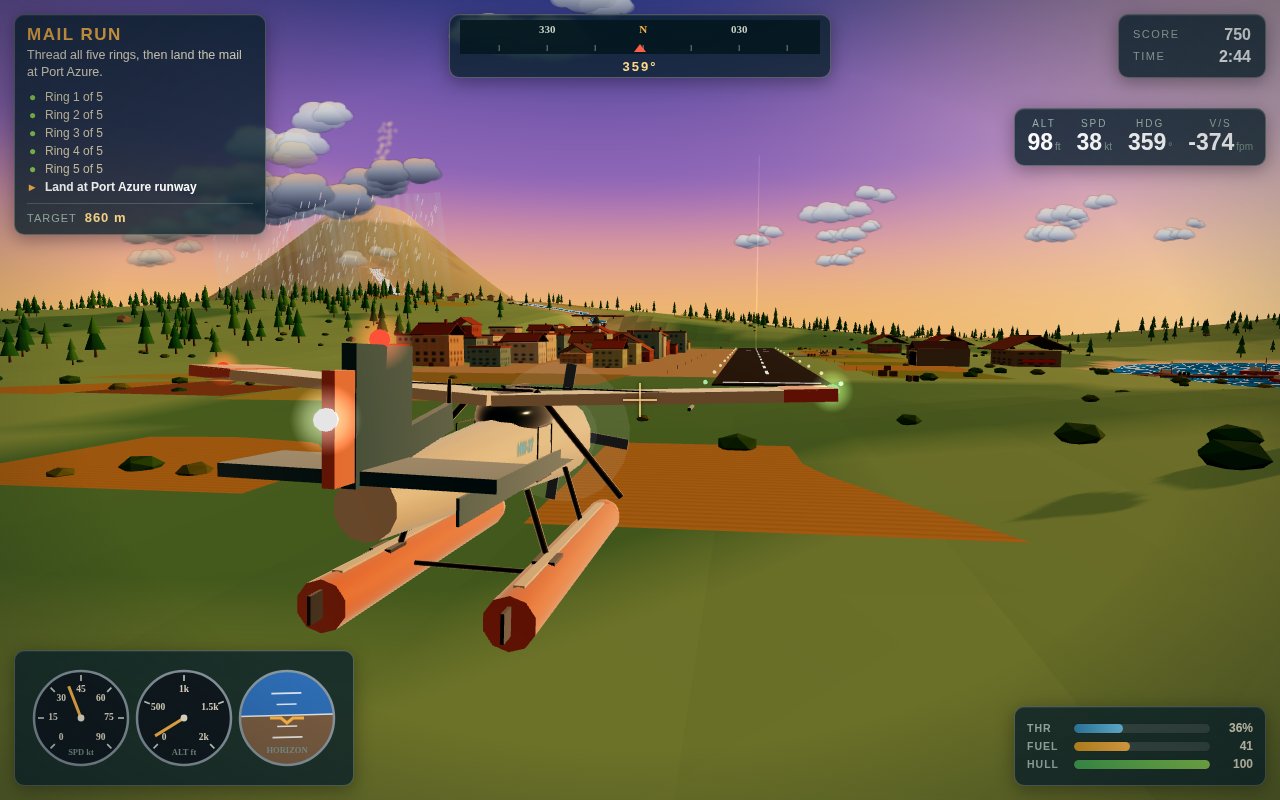 MAIL RUN
Thread all five rings, then land the mail
at Port Azure.
● Ring 1 of 5
● Ring 2 of 5
● Ring 3 of 5
● Ring 4 of 5
● Ring 5 of 5
► Land at Port Azure runway
TARGET 860 m
330 N 030
359°
SCORE 750
TIME 2:44
ALT SPD HDG V/S
98 ft 38 kt 359° -374 fpm
0 15 30 45 60 75 90
SPD kt
0 500 1k 1.5k 2k
ALT ft
HORIZON
THR 36%
FUEL 41
HULL 100